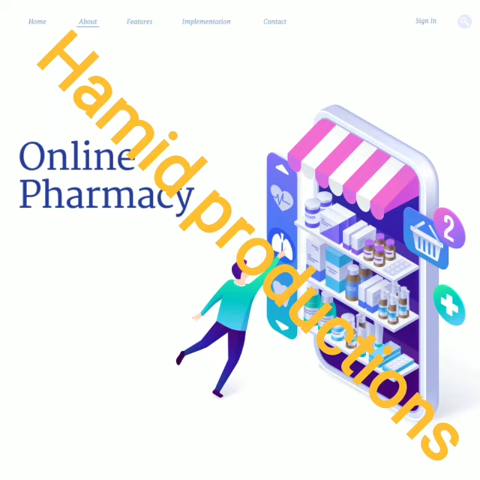 Home About Features Implementation Contact Sign In
Online
Pharmacy
Hamid productions
2